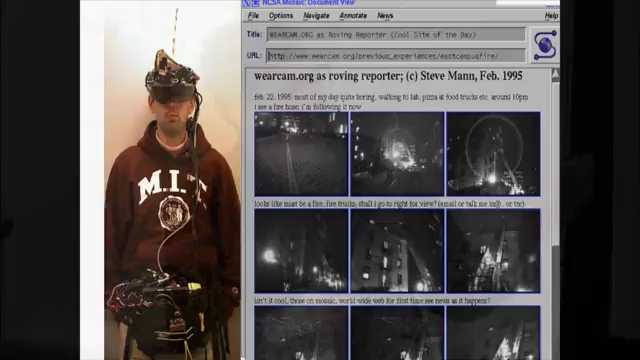 NCSA Mosaic: Document View
File Options Navigate Annotate News Help
Title: WEARCAM.ORG as Roving Reporter (Cool Site of the Day)
URL: http://www.wearcam.org/previous_experiences/eastcampusfire/
wearcam.org as roving reporter; (c) Steve Mann, Feb. 1995
feb. 22, 1995: most of my day quite boring, walking to lab, pizza at food trucks etc. around 10pm
i see a fire hose; i'm following it now
M.I.T
looks like must be a fire, fire trucks, shall i go to right for view? (email or talk me in@.. or tnc)
isn't it cool, those on mosaic, world wide web for first time see news as it happens?